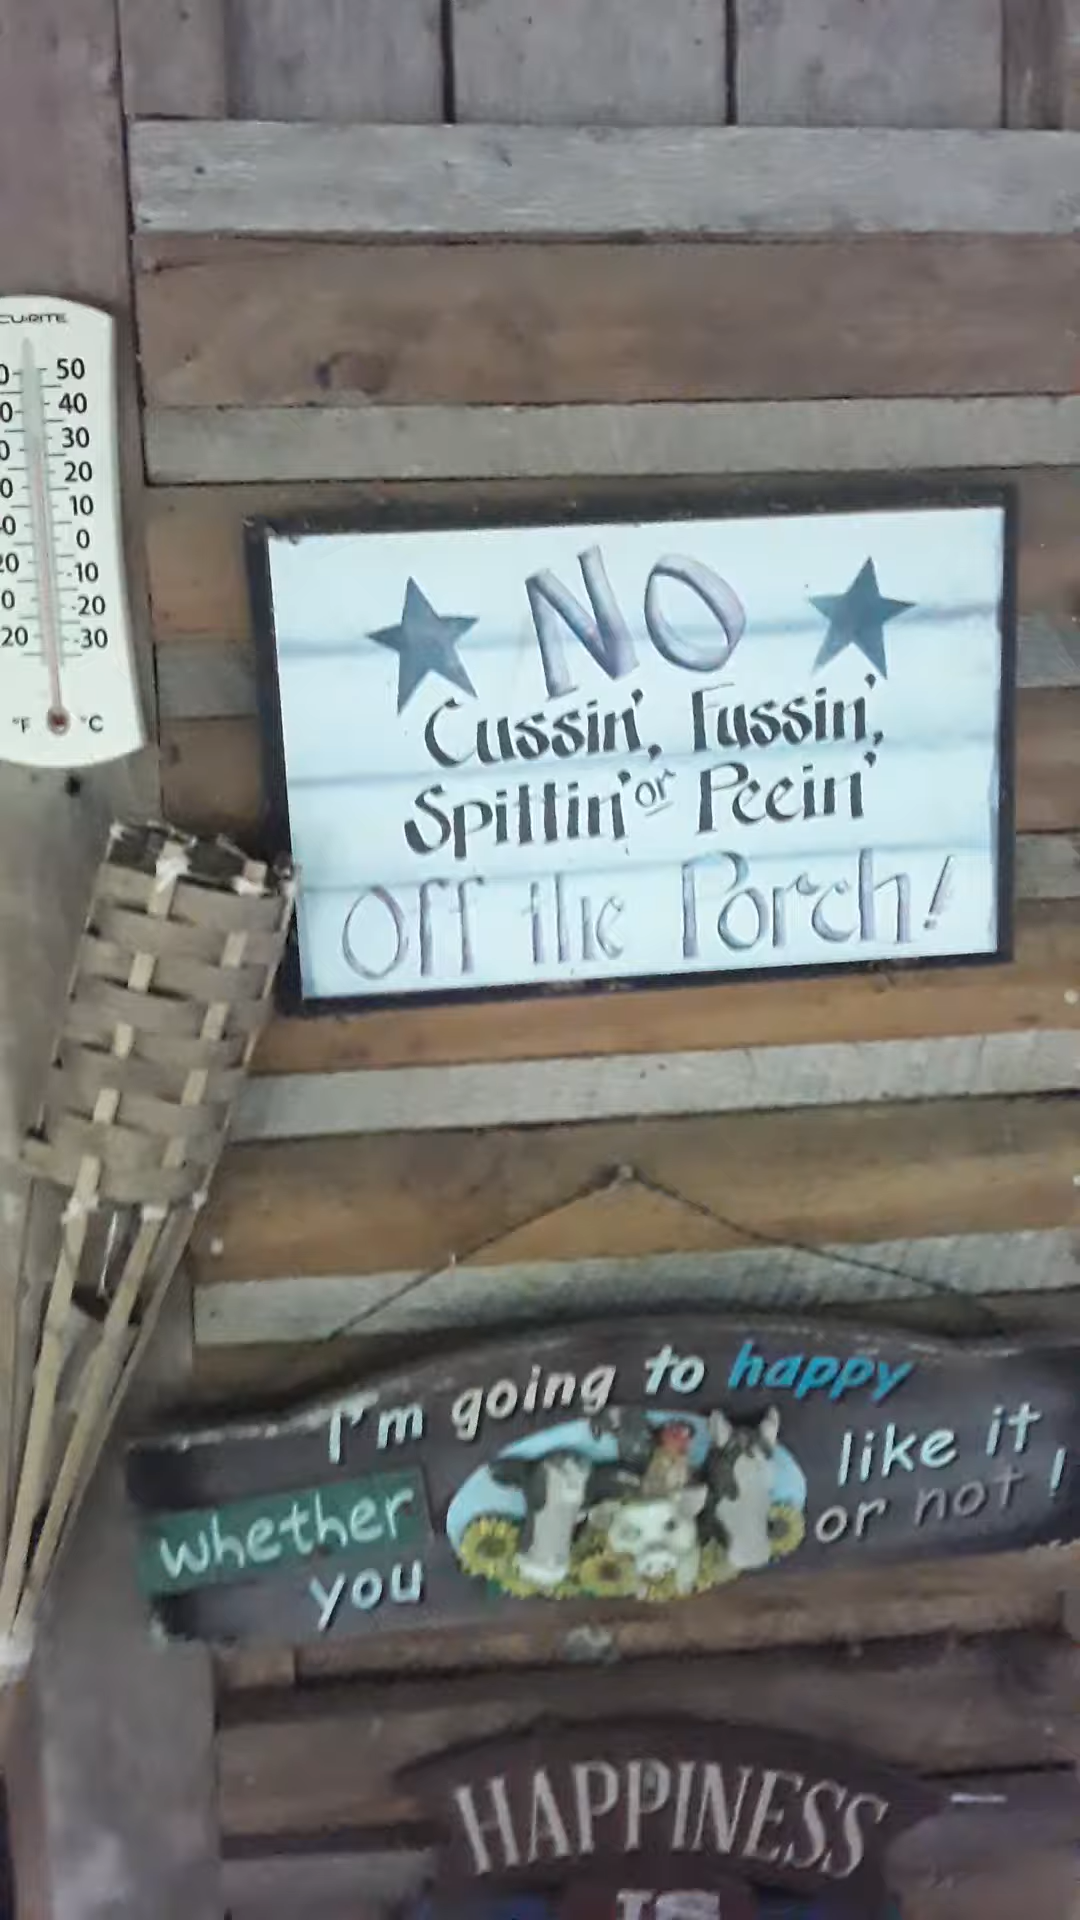 50
40
30
20
10
0
-10
-20
-30
°F °C
NO
Cussin', Fussin',
Spittin' or Peein'
Off the Porch!
I'm going to happy
whether
you
like it
or not!
HAPPINESS
IS